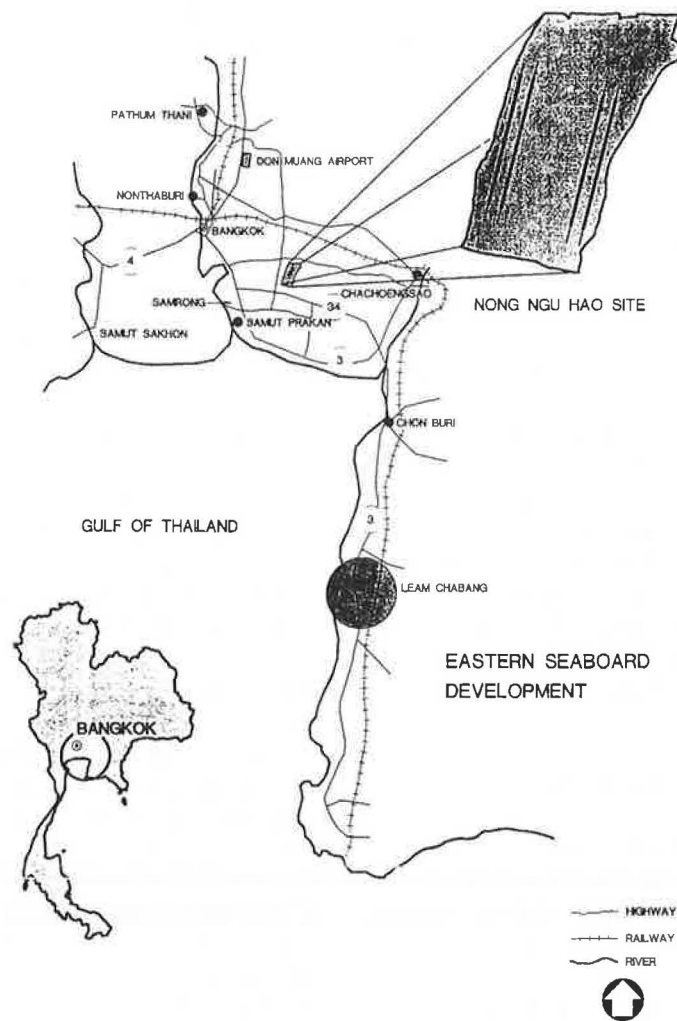 PATHUM THANI
DON MUANG AIRPORT
NONTHABURI
BANGKOK
4
CHACHOENGSAO
NONG NGU HAO SITE
SAMRONG
34
SAMUT PRAKAN
SAMUT SAKHON
3
CHON BURI
GULF OF THAILAND
3
LEAM CHABANG
EASTERN SEABOARD
DEVELOPMENT
BANGKOK
HIGHWAY
RAILWAY
RIVER